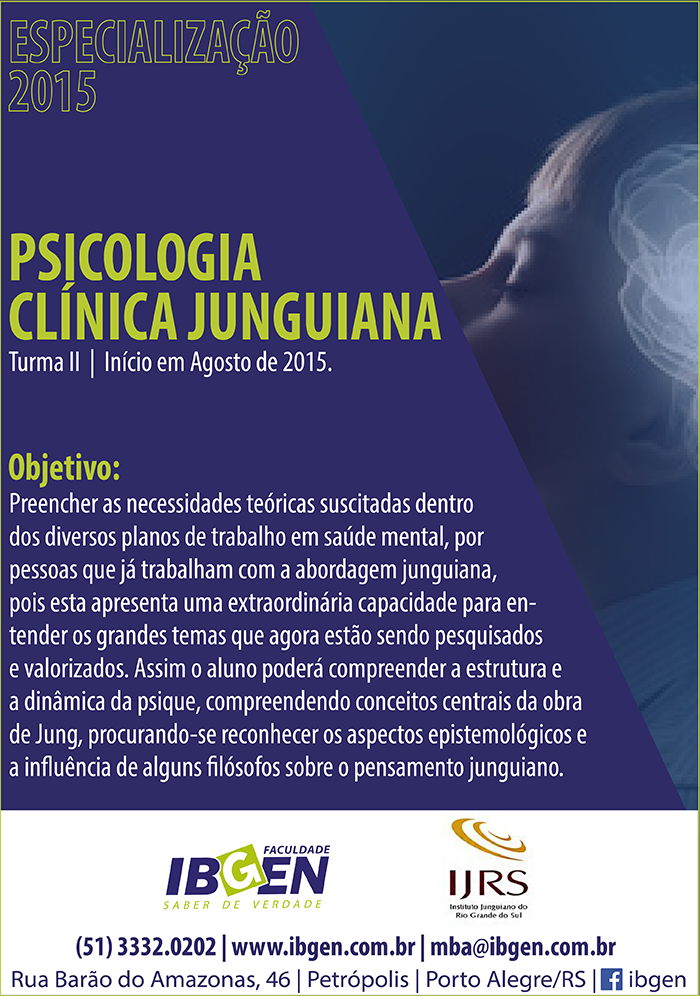 ESPECIALIZAÇÃO
2015
PSICOLOGIA
CLÍNICA JUNGUIANA
Turma II | Início em Agosto de 2015.
Objetivo:
Preencher as necessidades teóricas suscitadas dentro
dos diversos planos de trabalho em saúde mental, por
pessoas que já trabalham com a abordagem junguiana,
pois esta apresenta uma extraordinária capacidade para en-
tender os grandes temas que agora estão sendo pesquisados
e valorizados. Assim o aluno poderá compreender a estrutura e
a dinâmica da psique, compreendendo conceitos centrais da obra
de Jung, procurando-se reconhecer os aspectos epistemológicos e
a influência de alguns filósofos sobre o pensamento junguiano.
FACULDADE
IBGEN
SABER DE VERDADE
IJRS
Instituto Junguiano do
Rio Grande do Sul
(51) 3332.0202 | www.ibgen.com.br | mba@ibgen.com.br
Rua Barão do Amazonas, 46 | Petrópolis | Porto Alegre/RS | f ibgen